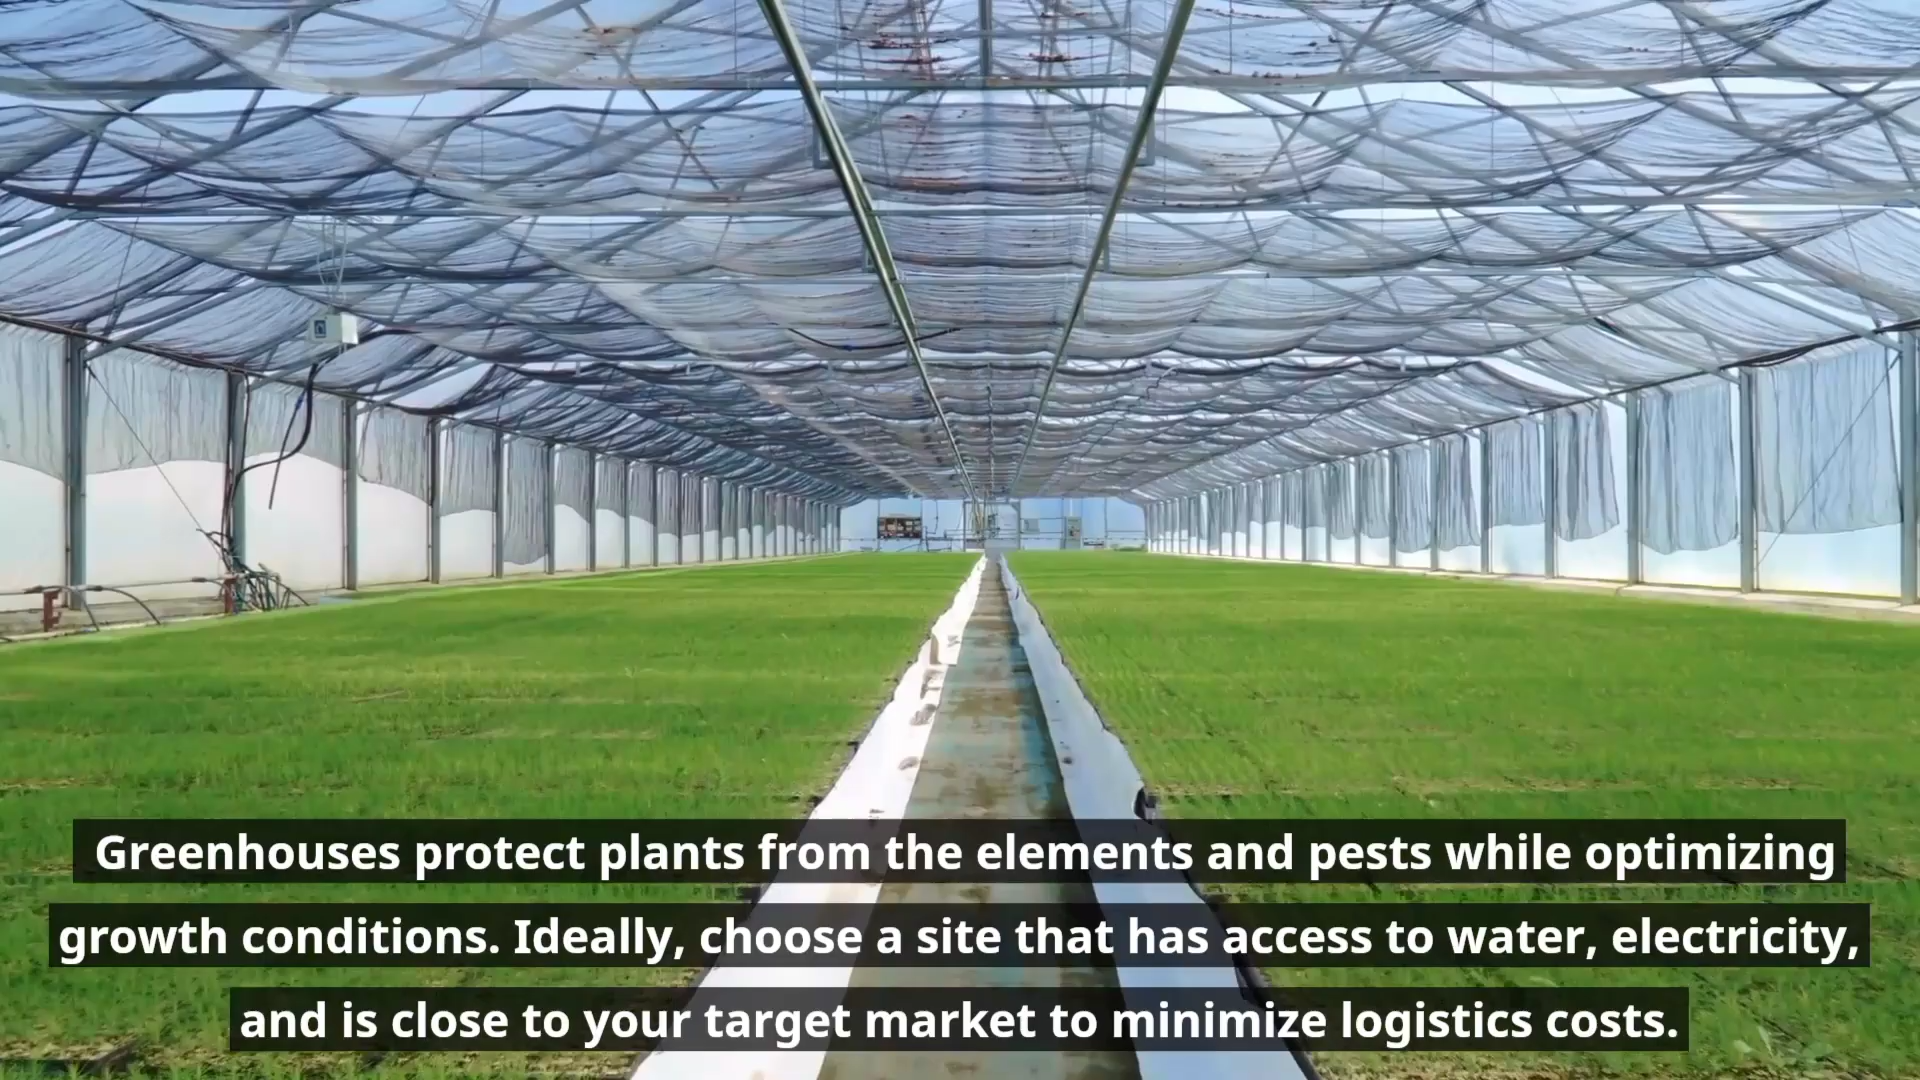 Greenhouses protect plants from the elements and pests while optimizing
growth conditions. Ideally, choose a site that has access to water, electricity,
and is close to your target market to minimize logistics costs.